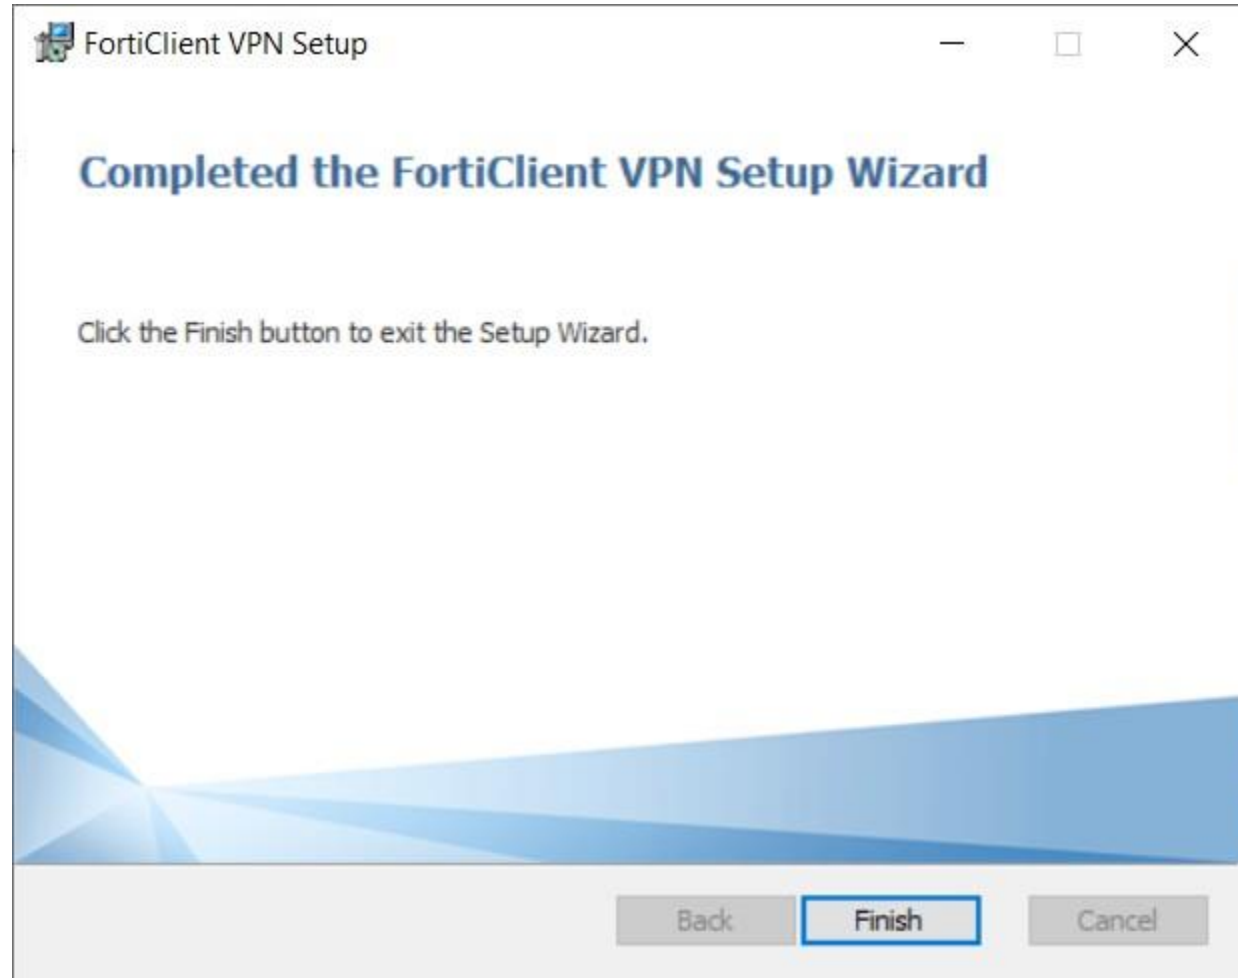 FortiClient VPN Setup
Completed the FortiClient VPN Setup Wizard
Click the Finish button to exit the Setup Wizard.
Back Finish Cancel